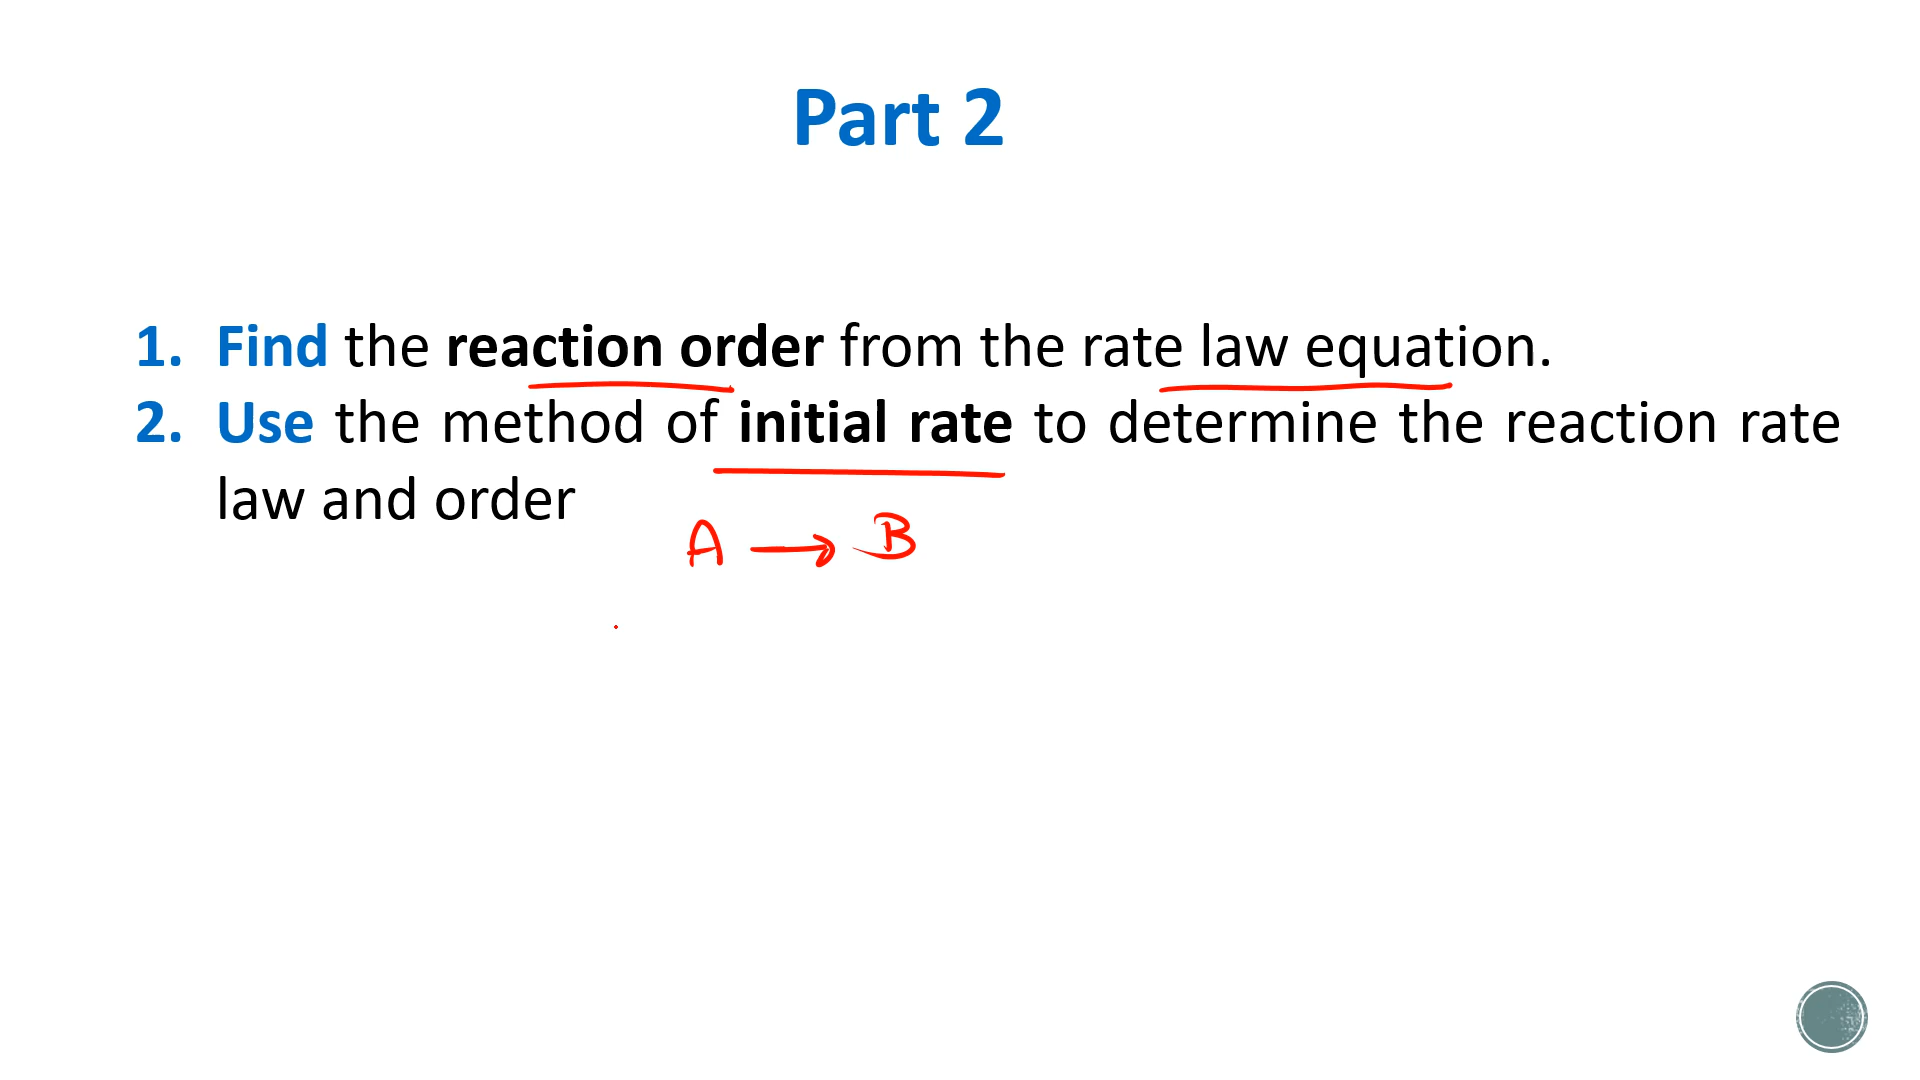 Part 2
1. Find the reaction order from the rate law equation.
2. Use the method of initial rate to determine the reaction rate
law and order
A → B